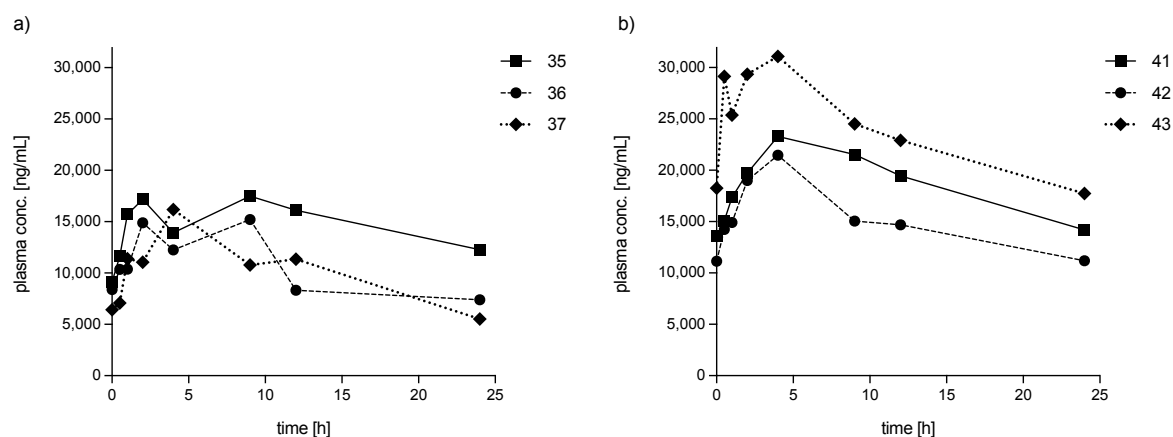 a)
30,000
25,000
20,000
15,000
10,000
5,000
0
plasma conc. [ng/mL]
0 5 10 15 20 25
time [h]
35
36
37
b)
30,000
25,000
20,000
15,000
10,000
5,000
0
plasma conc. [ng/mL]
0 5 10 15 20 25
time [h]
41
42
43